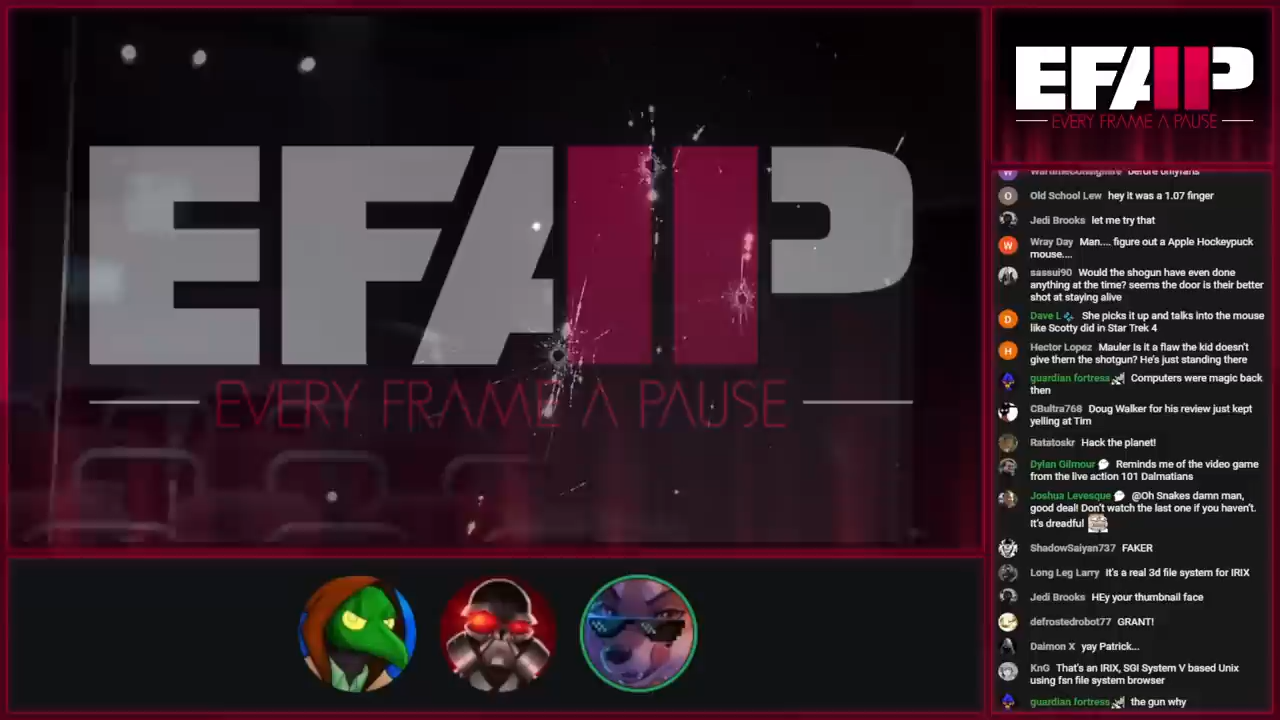 EFAP
EVERY FRAME A PAUSE
EFAP
EVERY FRAME A PAUSE
before onlyfans
Old School Lew hey it was a 1.07 finger
Jedi Brooks let me try that
Wray Day Man.... figure out a Apple Hockeypuck
mouse....
sassui90 Would the shogun have even done
anything at the time? seems the door is their better
shot at staying alive
Dave L She picks it up and talks into the mouse
like Scotty did in Star Trek 4
Hector Lopez Mauler Is it a flaw the kid doesn't
give them the shotgun? He's just standing there
guardian fortress Computers were magic back
then
CBultra768 Doug Walker for his review just kept
yelling at Tim
Ratatoskr Hack the planet!
Dylan Gilmour Reminds me of the video game
from the live action 101 Dalmatians
Joshua Levesque @Oh Snakes damn man,
good deal! Don't watch the last one if you haven't.
It's dreadful
ShadowSaiyan737 FAKER
Long Leg Larry It's a real 3d file system for IRIX
Jedi Brooks HEy your thumbnail face
defrostedrobot77 GRANT!
Daimon X yay Patrick...
KnG That's an IRIX, SGI System V based Unix
using fsn file system browser
guardian fortress the gun why